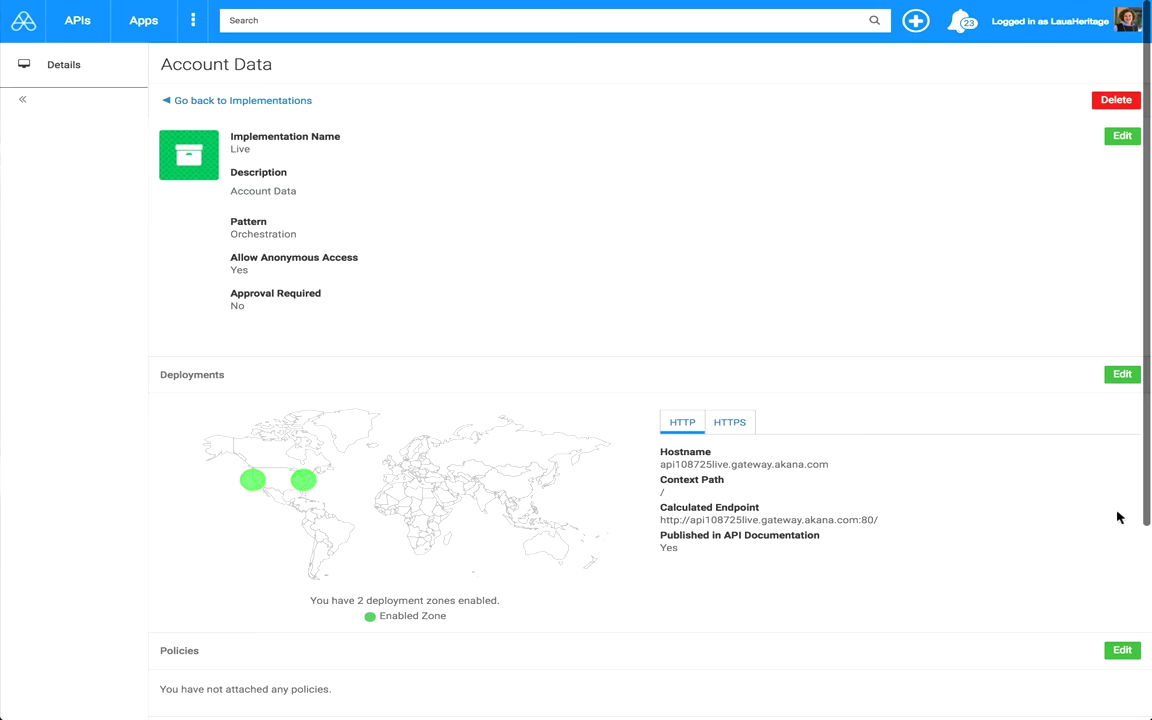 APIs
Apps
Search
23
Logged in as LauaHeritage
Details
Account Data
Go back to Implementations
Delete
Implementation Name
Edit
Live
Description
Account Data
Pattern
Orchestration
Allow Anonymous Access
Yes
Approval Required
No
Deployments
Edit
HTTP
HTTPS
Hostname
api108725live.gateway.akana.com
Context Path
/
Calculated Endpoint
http://api108725live.gateway.akana.com:80/
Published in API Documentation
Yes
You have 2 deployment zones enabled.
Enabled Zone
Policies
Edit
You have not attached any policies.